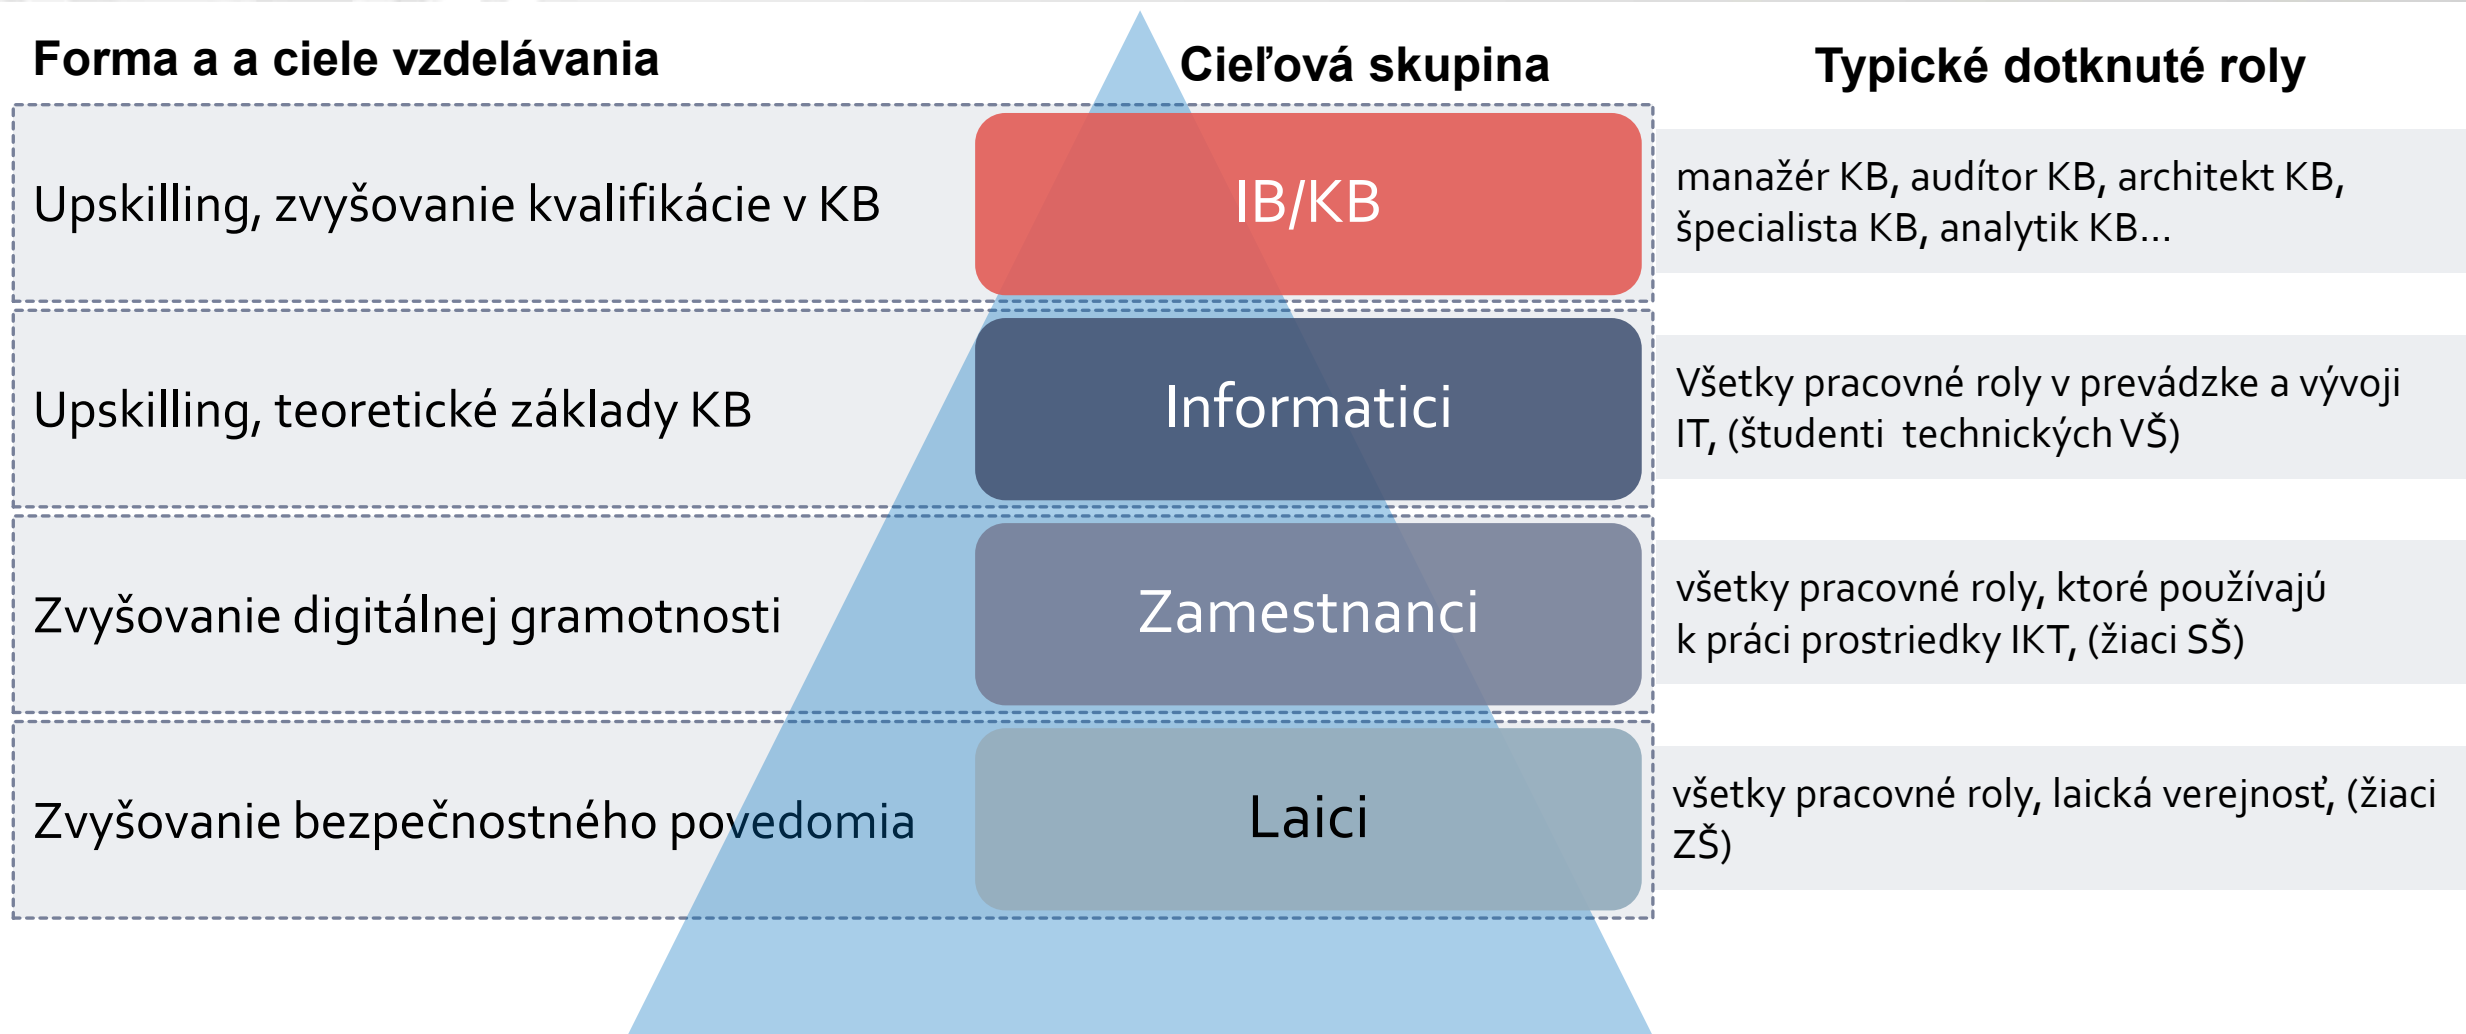 Forma a a ciele vzdelávania
Cieľová skupina
Typické dotknuté roly
Upskilling, zvyšovanie kvalifikácie v KB
IB/KB
manažér KB, audítor KB, architekt KB,
špecialista KB, analytik KB...
Upskilling, teoretické základy KB
Informatici
Všetky pracovné roly v prevádzke a vývoji
IT, (študenti technických VŠ)
Zvyšovanie digitálnej gramotnosti
Zamestnanci
všetky pracovné roly, ktoré používajú
k práci prostriedky IKT, (žiaci SŠ)
Zvyšovanie bezpečnostného povedomia
Laici
všetky pracovné roly, laická verejnosť, (žiaci
ZŠ)